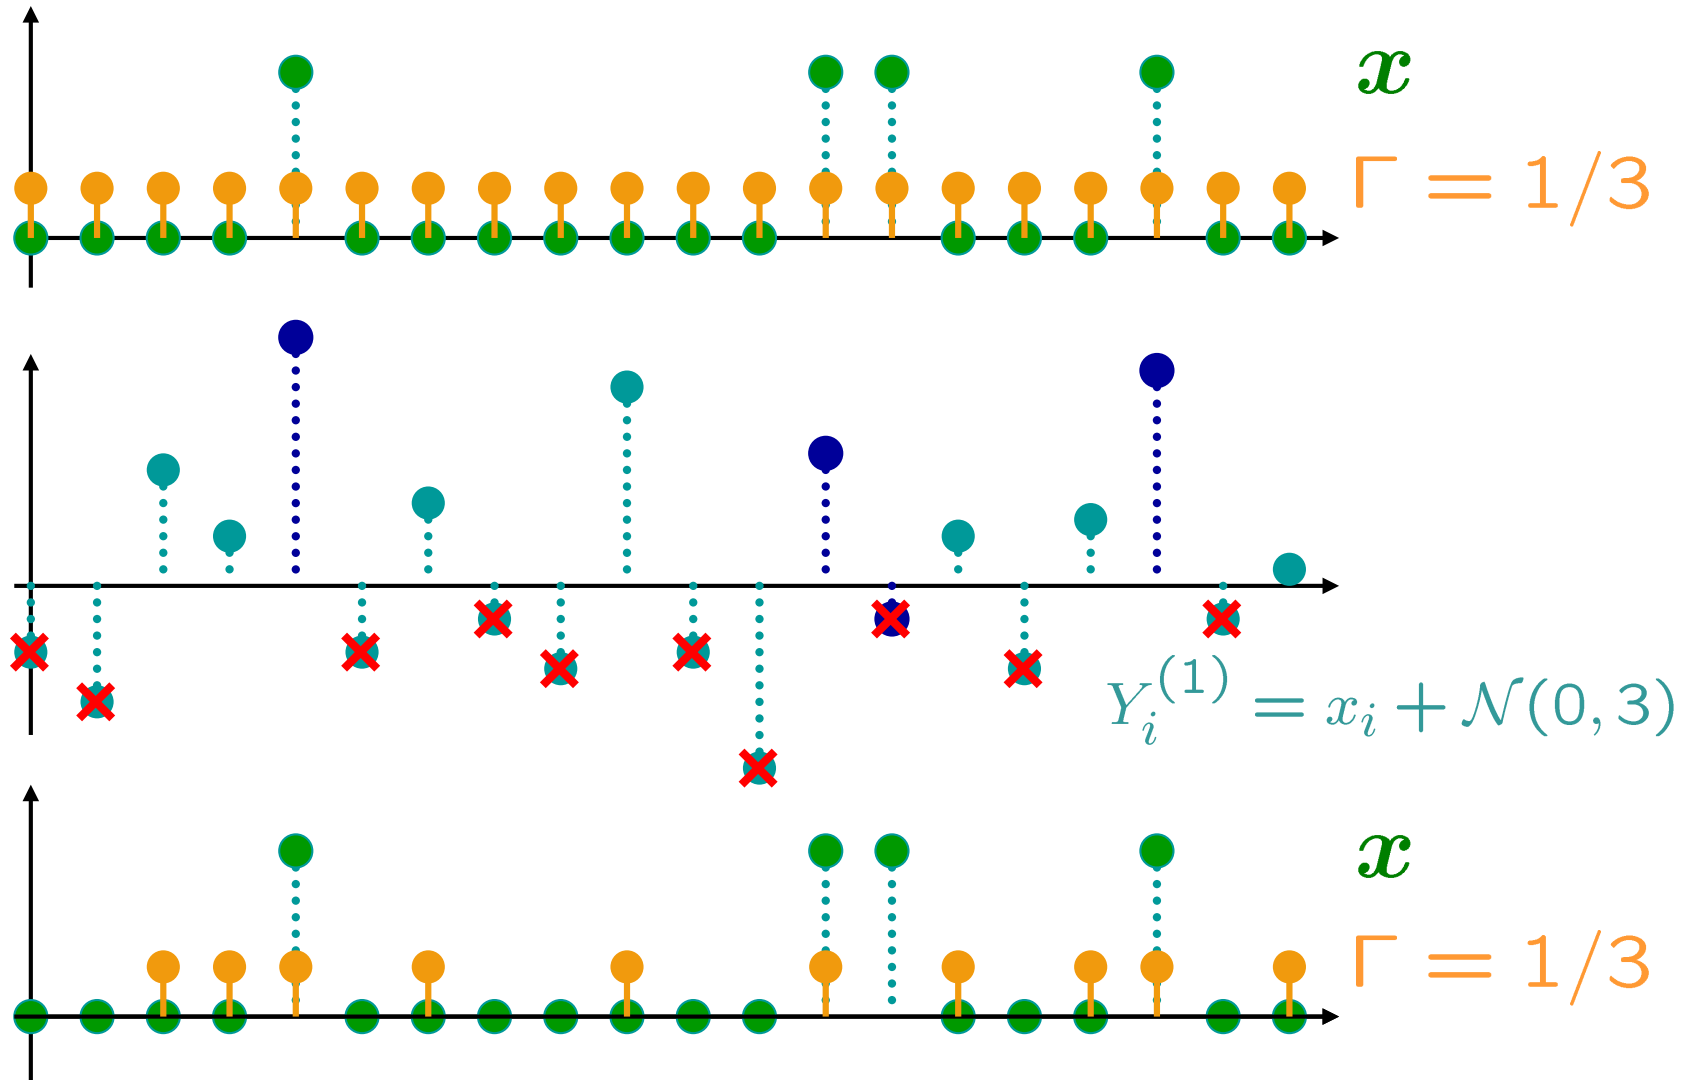 x
Γ = 1/3
Y_i^{(1)} = x_i + 𝒩(0, 3)
x
Γ = 1/3